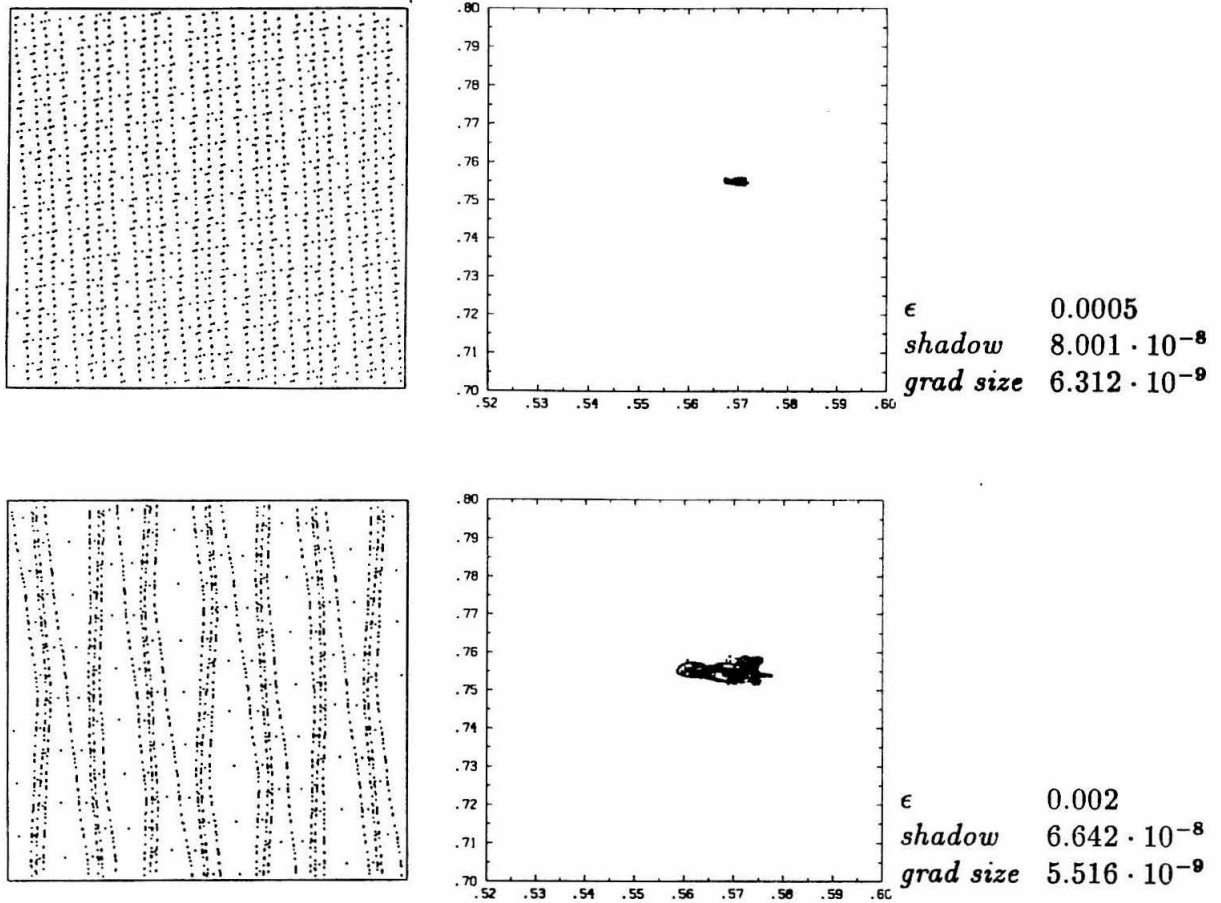 .80
.79
.78
.77
.76
.75
.74
.73
.72
.71
.70
.52 .53 .54 .55 .56 .57 .58 .59 .60
ϵ 0.0005
shadow 8.001 · 10⁻⁸
grad size 6.312 · 10⁻⁹
.80
.79
.78
.77
.76
.75
.74
.73
.72
.71
.70
.52 .53 .54 .55 .56 .57 .58 .59 .60
ϵ 0.002
shadow 6.642 · 10⁻⁸
grad size 5.516 · 10⁻⁹